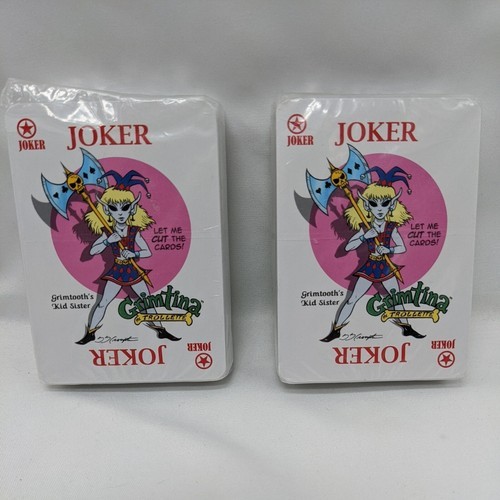 JOKER
JOKER
LET ME
CUT THE
CARDS!
Grimtooth's
Kid Sister
Grimtina
TROLLETTE
JOKER
JOKER
JOKER
JOKER
LET ME
CUT THE
CARDS!
Grimtooth's
Kid Sister
Grimtina
TROLLETTE
JOKER
JOKER